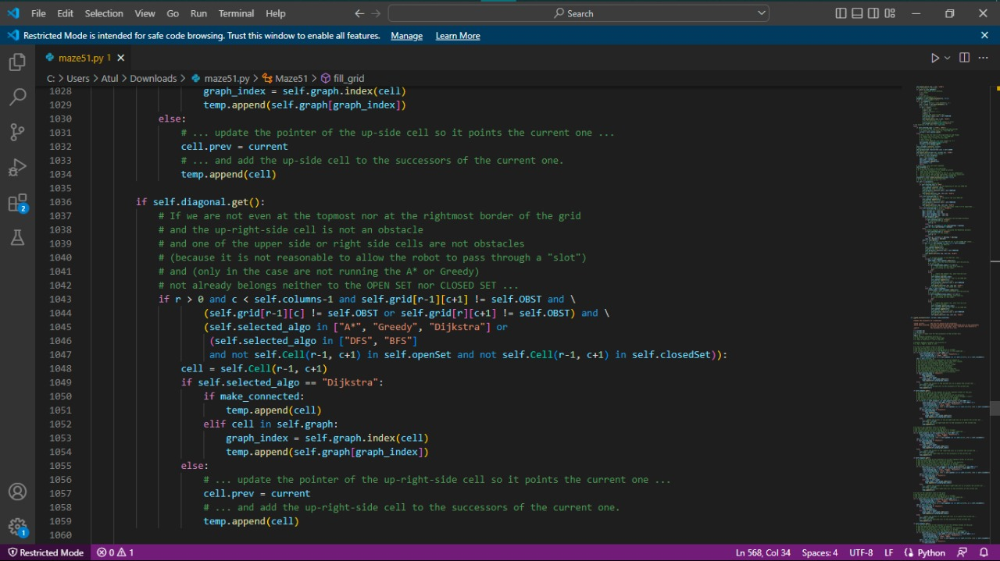 File Edit Selection View Go Run Terminal Help Search
Restricted Mode is intended for safe code browsing. Trust this window to enable all features. Manage Learn More
maze51.py 1
C: > Users > Atul > Downloads > maze51.py > Maze51 > fill_grid
1028 graph_index = self.graph.index(cell)
1029 temp.append(self.graph[graph_index])
1030 else:
1031 # ... update the pointer of the up-side cell so it points the current one ...
1032 cell.prev = current
1033 # ... and add the up-side cell to the successors of the current one.
1034 temp.append(cell)
1035
1036 if self.diagonal.get():
1037 # If we are not even at the topmost nor at the rightmost border of the grid
1038 # and the up-right-side cell is not an obstacle
1039 # and one of the upper side or right side cells are not obstacles
1040 # (because it is not reasonable to allow the robot to pass through a "slot")
1041 # and (only in the case are not running the A* or Greedy)
1042 # not already belongs neither to the OPEN SET nor CLOSED SET ...
1043 if r > 0 and c < self.columns-1 and self.grid[r-1][c+1] != self.OBST and \
1044 (self.grid[r-1][c] != self.OBST or self.grid[r][c+1] != self.OBST) and \
1045 (self.selected_algo in ["A*", "Greedy", "Dijkstra"] or
1046 (self.selected_algo in ["DFS", "BFS"]
1047 and not self.Cell(r-1, c+1) in self.openSet and not self.Cell(r-1, c+1) in self.closedSet)):
1048 cell = self.Cell(r-1, c+1)
1049 if self.selected_algo == "Dijkstra":
1050 if make_connected:
1051 temp.append(cell)
1052 elif cell in self.graph:
1053 graph_index = self.graph.index(cell)
1054 temp.append(self.graph[graph_index])
1055 else:
1056 # ... update the pointer of the up-right-side cell so it points the current one ...
1057 cell.prev = current
1058 # ... and add the up-right-side cell to the successors of the current one.
1059 temp.append(cell)
1060
2
1
Restricted Mode 0 1 Ln 568, Col 34 Spaces: 4 UTF-8 LF Python